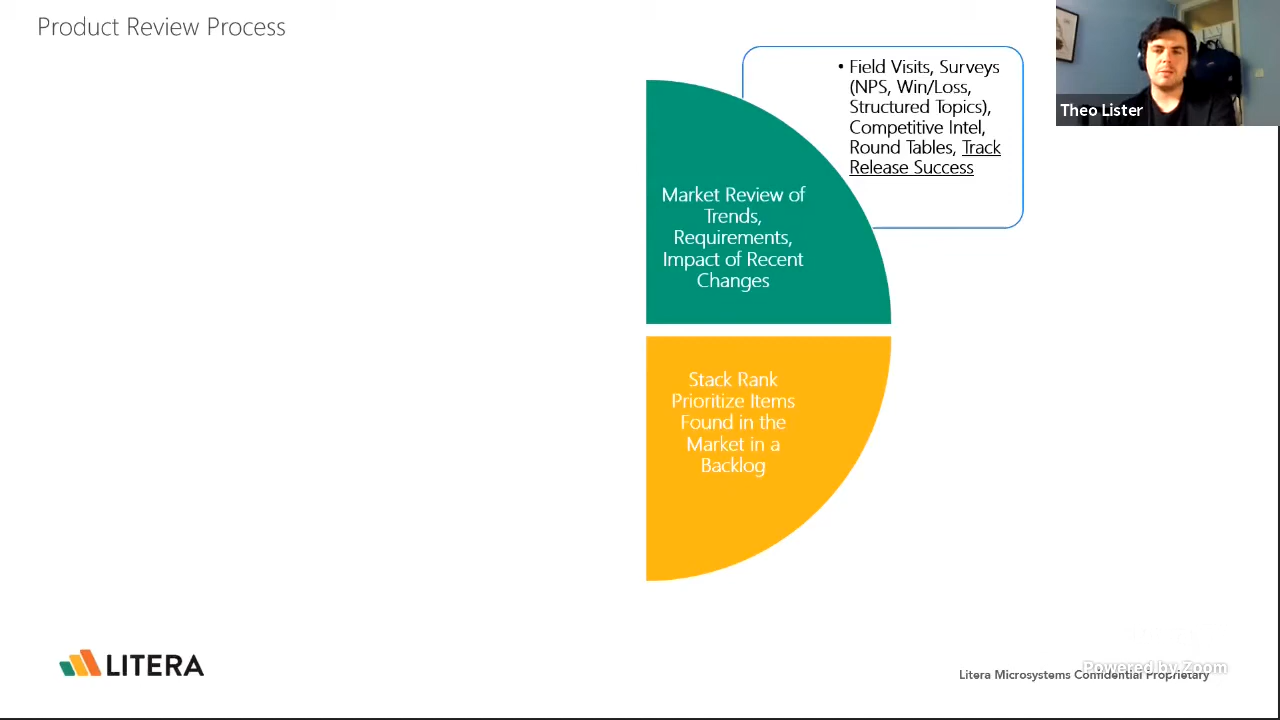 Product Review Process
• Field Visits, Surveys
(NPS, Win/Loss,
Structured Topics),
Competitive Intel,
Round Tables, Track
Release Success
Theo Lister
Market Review of
Trends,
Requirements,
Impact of Recent
Changes
Stack Rank
Prioritize Items
Found in the
Market in a
Backlog
LITERA
Litera Microsystems Confidential Proprietary
Powered by Zoom